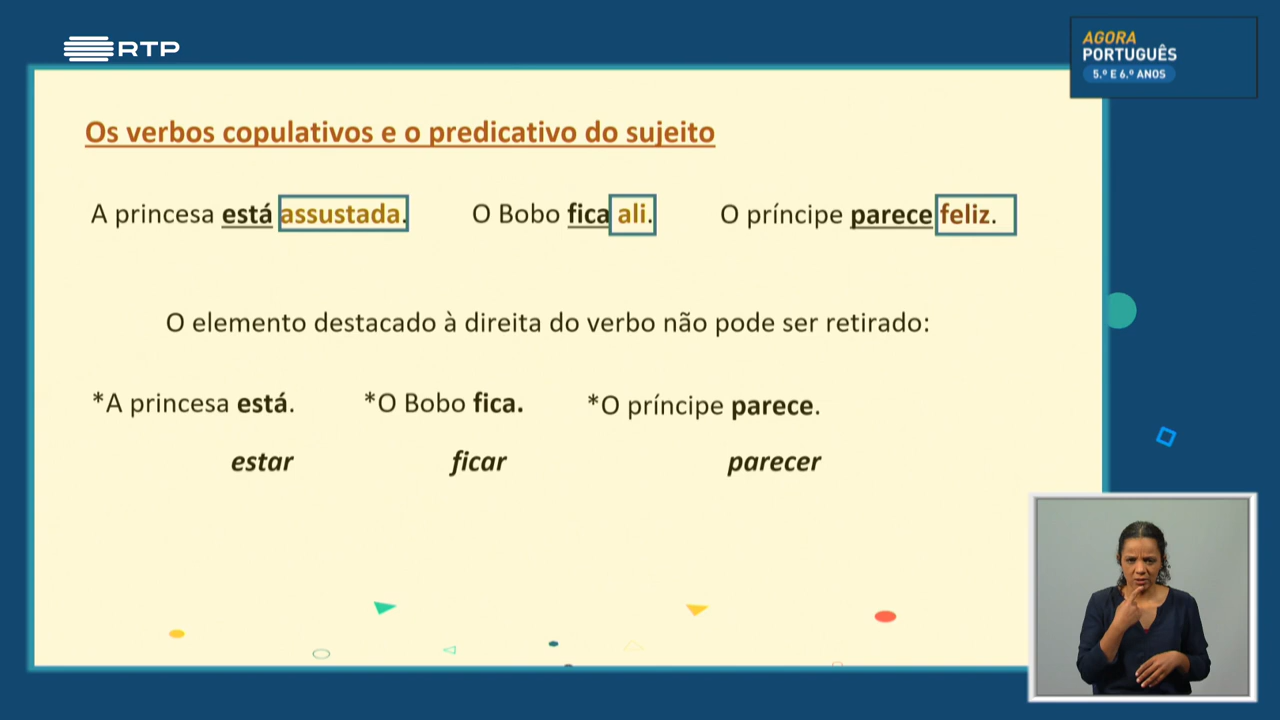 RTP
AGORA
PORTUGUÊS
5.º E 6.º ANOS
Os verbos copulativos e o predicativo do sujeito
A princesa está assustada. O Bobo fica ali. O príncipe parece feliz.
O elemento destacado à direita do verbo não pode ser retirado:
*A princesa está. *O Bobo fica. *O príncipe parece.
estar ficar parecer